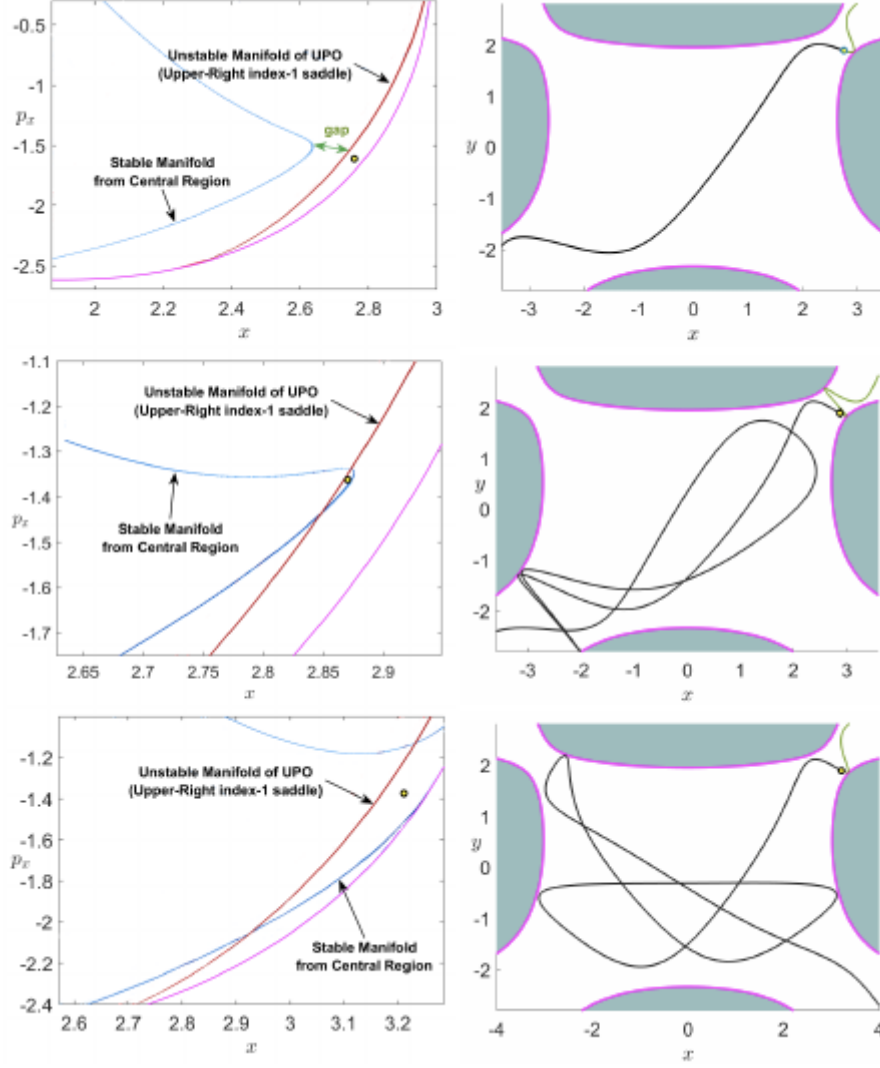 -0.5
Unstable Manifold of UPO
(Upper-Right index-1 saddle)
-1
p_x
gap
-1.5
Stable Manifold
from Central Region
-2
-2.5
2 2.2 2.4 2.6 2.8 3
x
2
1
y 0
-1
-2
-3 -2 -1 0 1 2 3
x
-1.1
-1.2
Unstable Manifold of UPO
(Upper-Right index-1 saddle)
-1.3
-1.4
p_x
Stable Manifold
from Central Region
-1.5
-1.6
-1.7
2.65 2.7 2.75 2.8 2.85 2.9
x
2
1
y
0
-1
-2
-3 -2 -1 0 1 2 3
x
-1.2
Unstable Manifold of UPO
(Upper-Right index-1 saddle)
-1.4
-1.6
p_x
-1.8
-2
Stable Manifold
from Central Region
-2.2
-2.4
2.6 2.7 2.8 2.9 3 3.1 3.2
x
2
1
y
0
-1
-2
-4 -2 0 2 4
x